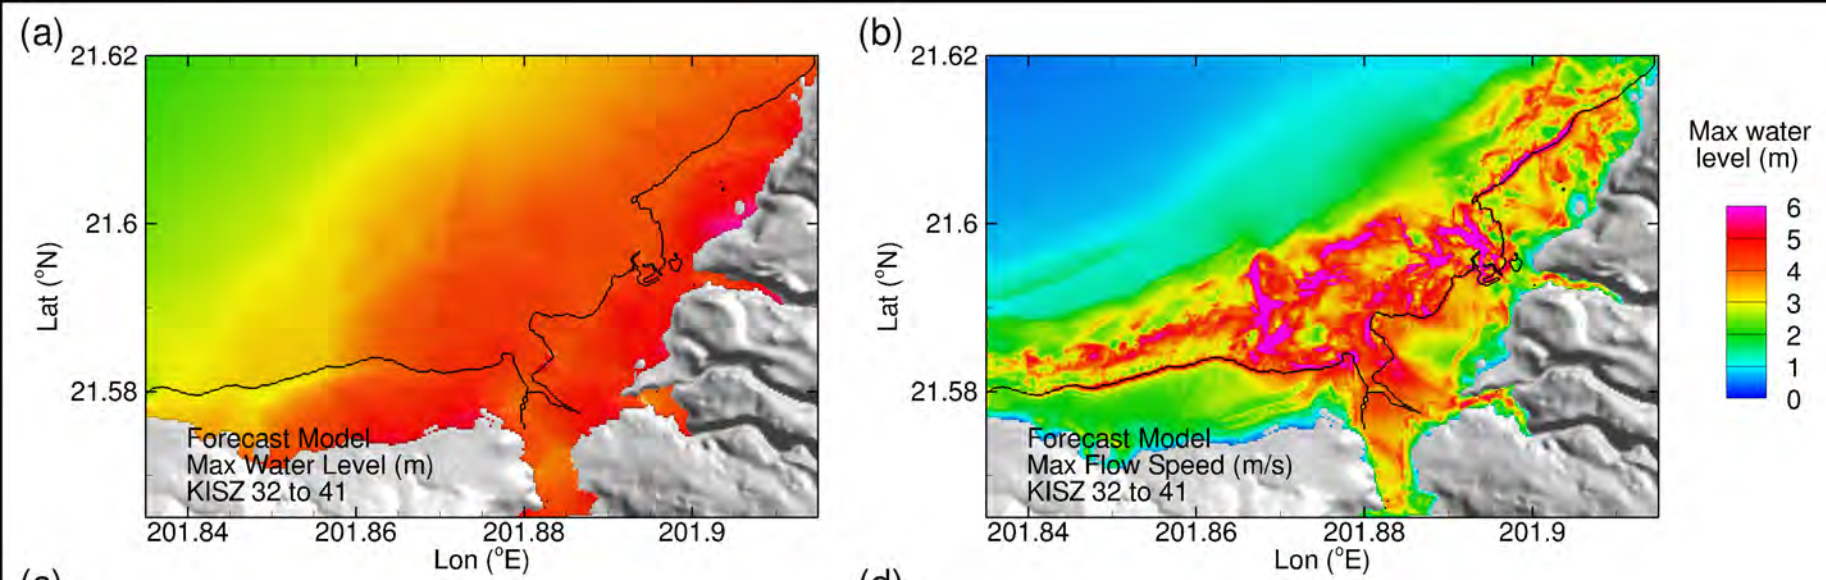 (a)
21.62
21.6
21.58
Lat (°N)
Forecast Model
Max Water Level (m)
KISZ 32 to 41
201.84 201.86 201.88 201.9
Lon (°E)
(b)
21.62
21.6
21.58
Lat (°N)
Forecast Model
Max Flow Speed (m/s)
KISZ 32 to 41
201.84 201.86 201.88 201.9
Lon (°E)
Max water
level (m)
6
5
4
3
2
1
0